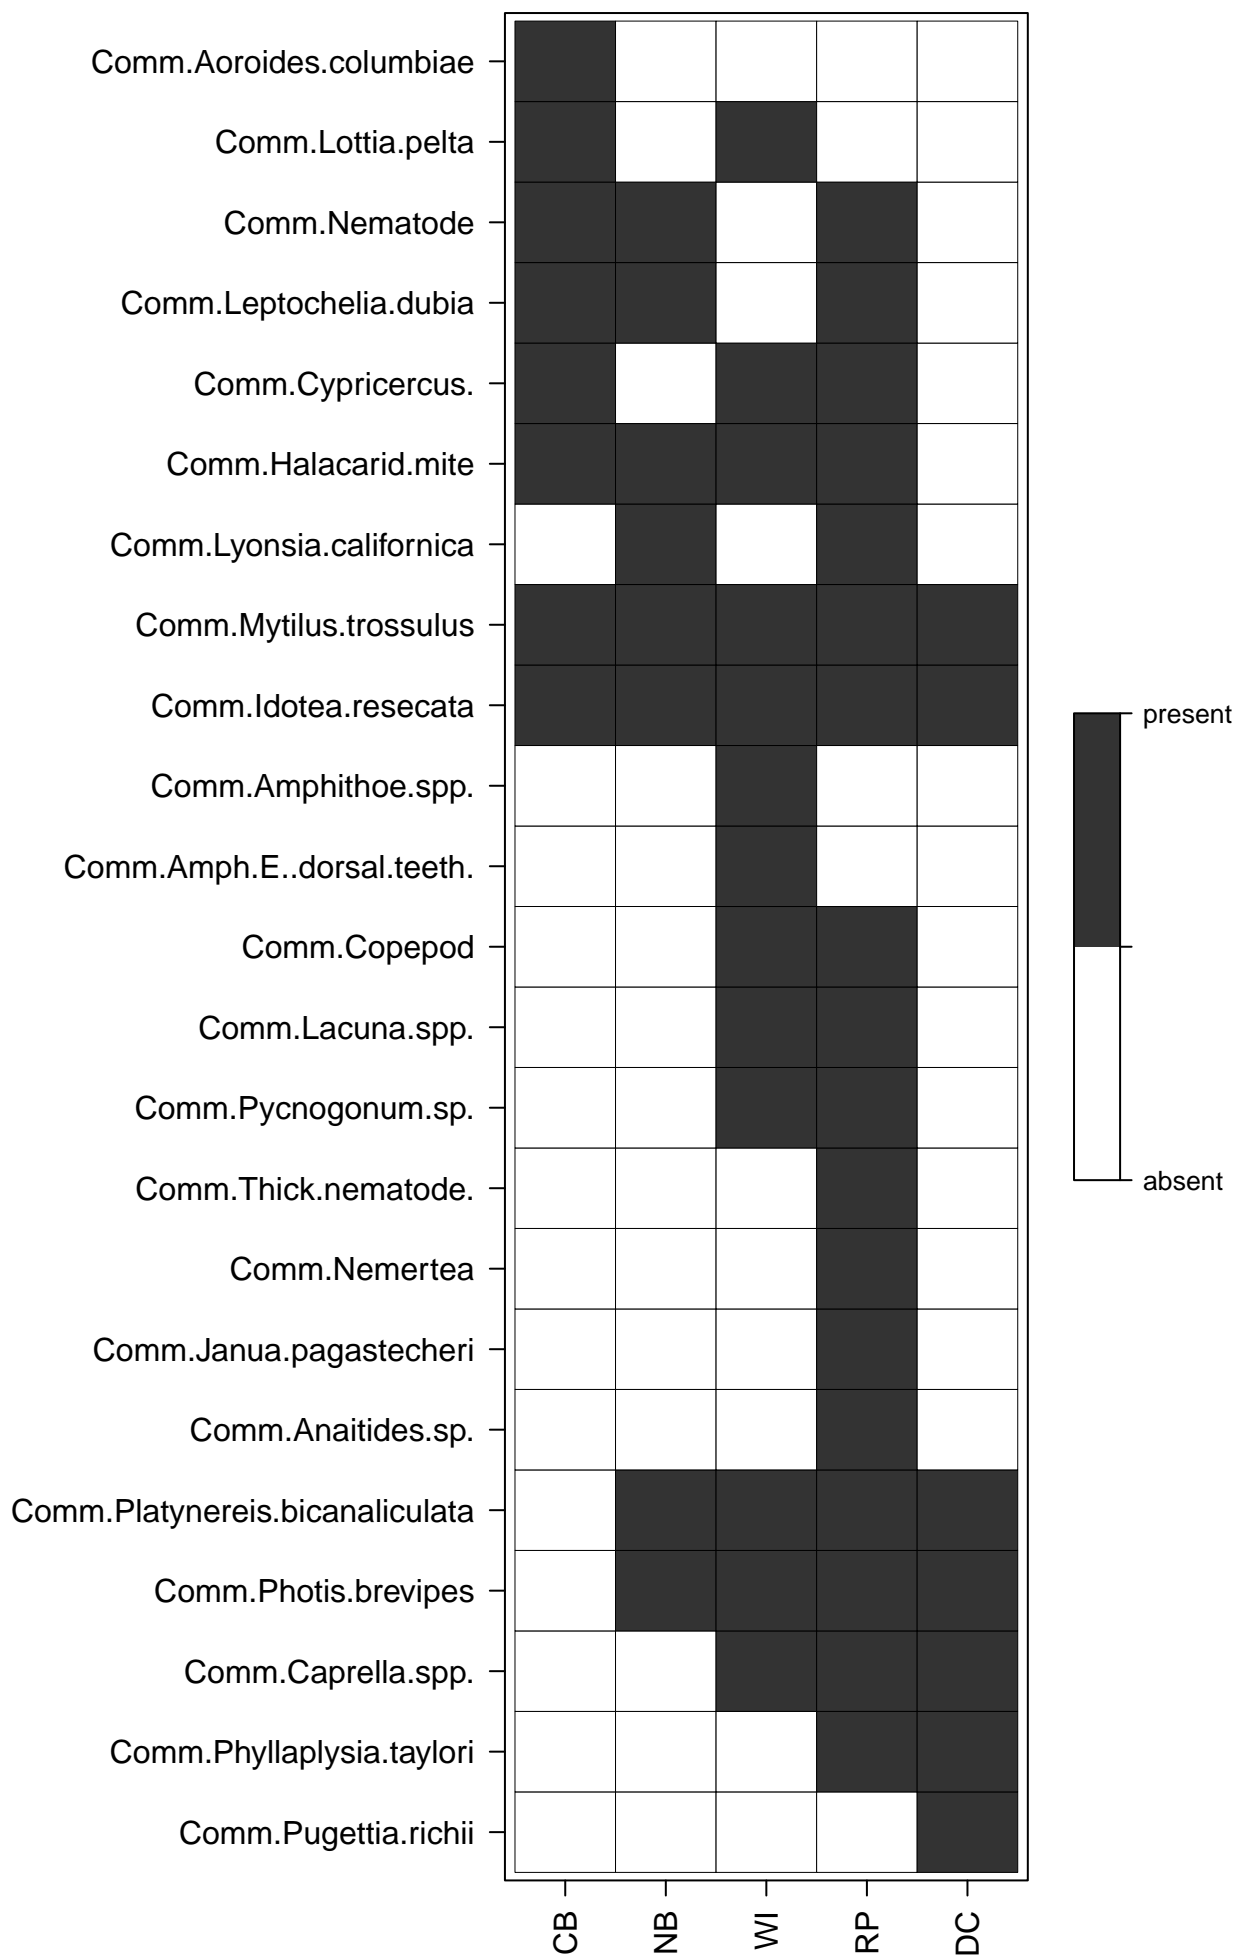 Comm.Aoroides.columbiae
Comm.Lottia.pelta
Comm.Nematode
Comm.Leptochelia.dubia
Comm.Cypricercus.
Comm.Halacarid.mite
Comm.Lyonsia.californica
Comm.Mytilus.trossulus
Comm.Idotea.resecata
Comm.Amphithoe.spp.
Comm.Amph.E..dorsal.teeth.
Comm.Copepod
Comm.Lacuna.spp.
Comm.Pycnogonum.sp.
Comm.Thick.nematode.
Comm.Nemertea
Comm.Janua.pagastecheri
Comm.Anaitides.sp.
Comm.Platynereis.bicanaliculata
Comm.Photis.brevipes
Comm.Caprella.spp.
Comm.Phyllaplysia.taylori
Comm.Pugettia.richii
CB
NB
WI
RP
DC
present
absent